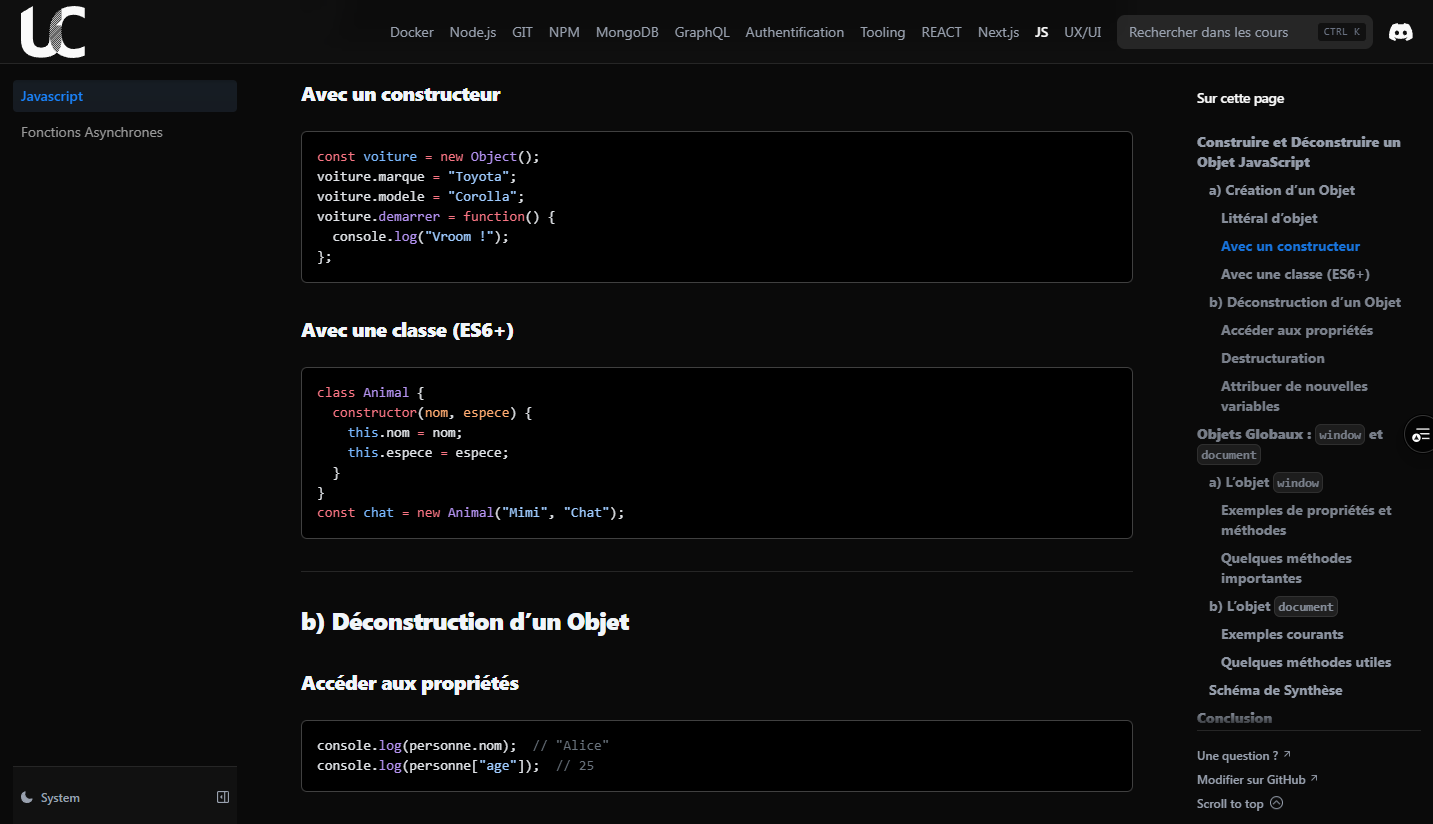 UC
Docker Node.js GIT NPM MongoDB GraphQL Authentification Tooling REACT Next.js JS UX/UI Rechercher dans les cours CTRL K
Javascript
Fonctions Asynchrones
Avec un constructeur
const voiture = new Object();
voiture.marque = "Toyota";
voiture.modele = "Corolla";
voiture.demarrer = function() {
  console.log("Vroom !");
};
Avec une classe (ES6+)
class Animal {
  constructor(nom, espece) {
    this.nom = nom;
    this.espece = espece;
  }
}
const chat = new Animal("Mimi", "Chat");
b) Déconstruction d’un Objet
Accéder aux propriétés
console.log(personne.nom);  // "Alice"
console.log(personne["age"]);  // 25
Sur cette page
Construire et Déconstruire un
Objet JavaScript
a) Création d’un Objet
Littéral d’objet
Avec un constructeur
Avec une classe (ES6+)
b) Déconstruction d’un Objet
Accéder aux propriétés
Destructuration
Attribuer de nouvelles
variables
Objets Globaux : window et
document
a) L’objet window
Exemples de propriétés et
méthodes
Quelques méthodes
importantes
b) L’objet document
Exemples courants
Quelques méthodes utiles
Schéma de Synthèse
Conclusion
Une question ? ↗
Modifier sur GitHub ↗
Scroll to top
System